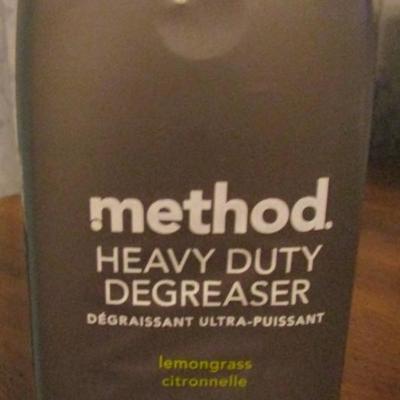 method.
HEAVY DUTY
DEGREASER
DÉGRAISSANT ULTRA-PUISSANT
lemongrass
citronnelle